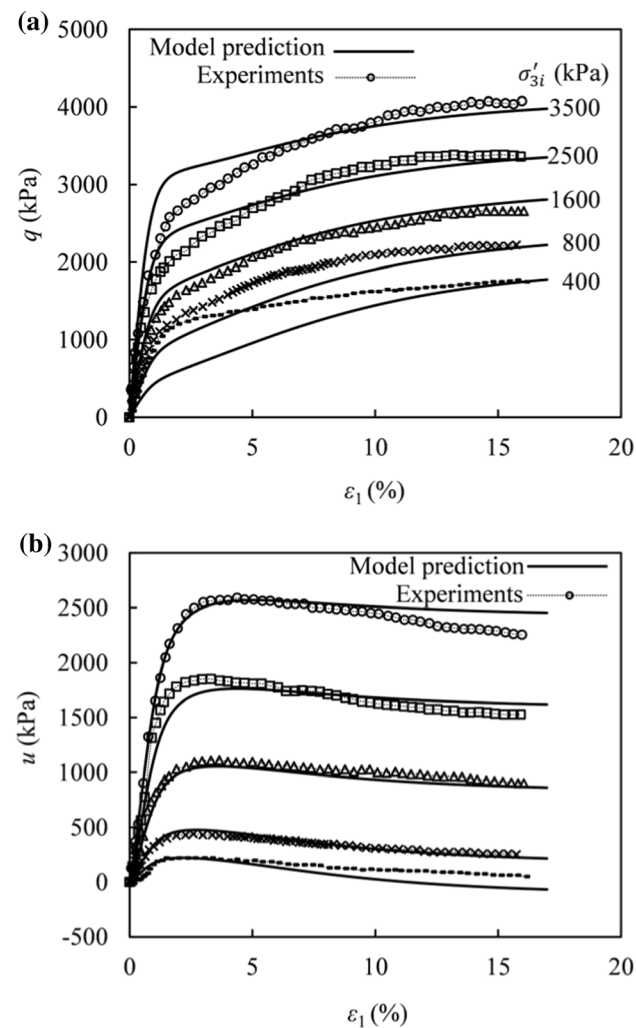 (a)
5000
4000
3000
2000
1000
0
q (kPa)
Model prediction
Experiments
σ′3i (kPa)
3500
2500
1600
800
400
0 5 10 15 20
ε1 (%)
(b)
3000
2500
2000
1500
1000
500
0
-500
u (kPa)
Model prediction
Experiments
0 5 10 15 20
ε1 (%)